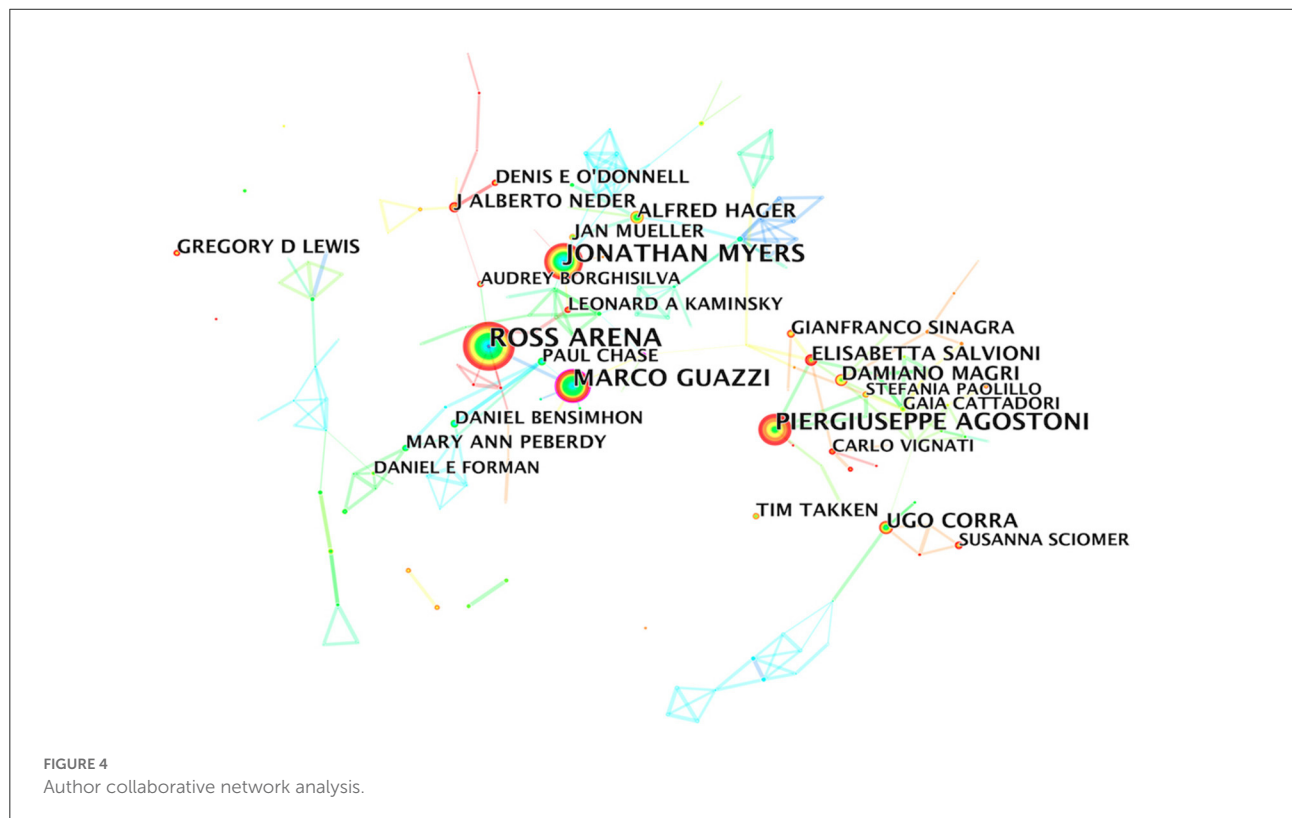 DENIS E O'DONNELL
J ALBERTO NEDER
ALFRED HAGER
JAN MUELLER
GREGORY D LEWIS
JONATHAN MYERS
AUDREY BORGHISILVA
LEONARD A KAMINSKY
GIANFRANCO SINAGRA
ROSS ARENA
PAUL CHASE
ELISABETTA SALVIONI
MARCO GUAZZI
DAMIANO MAGRI
STEFANIA PAOLILLO
GAIA CATTADORI
DANIEL BENSIMHON
PIERGIUSEPPE AGOSTONI
MARY ANN PEBERDY
CARLO VIGNATI
DANIEL E FORMAN
TIM TAKKEN
UGO CORRA
SUSANNA SCIOMER
FIGURE 4
Author collaborative network analysis.